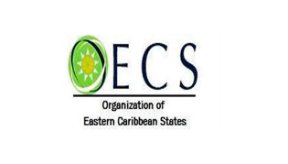 OECS
Organization of
Eastern Caribbean States